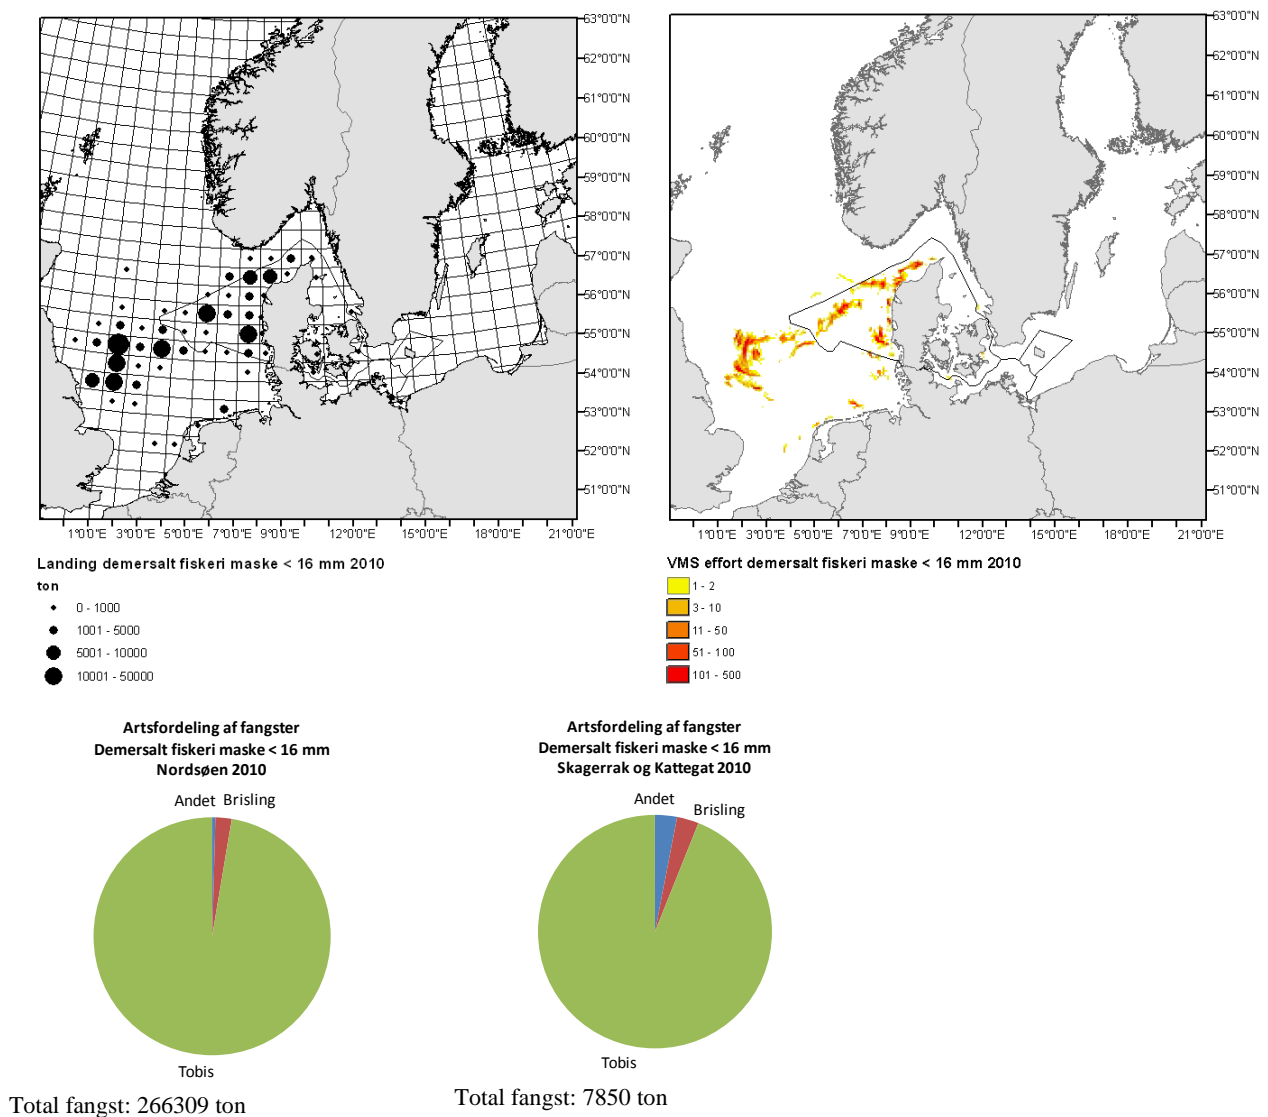 63°0'0"N
62°0'0"N
61°0'0"N
60°0'0"N
59°0'0"N
58°0'0"N
57°0'0"N
56°0'0"N
55°0'0"N
54°0'0"N
53°0'0"N
52°0'0"N
51°0'0"N
1°0'0"E 3°0'0"E 5°0'0"E 7°0'0"E 9°0'0"E 12°0'0"E 15°0'0"E 18°0'0"E 21°0'0"E
63°0'0"N
62°0'0"N
61°0'0"N
60°0'0"N
59°0'0"N
58°0'0"N
57°0'0"N
56°0'0"N
55°0'0"N
54°0'0"N
53°0'0"N
52°0'0"N
51°0'0"N
1°0'0"E 3°0'0"E 5°0'0"E 7°0'0"E 9°0'0"E 12°0'0"E 15°0'0"E 18°0'0"E 21°0'0"E
Landing demersalt fiskeri maske < 16 mm 2010
ton
0 - 1000
1001 - 5000
5001 - 10000
10001 - 50000
VMS effort demersalt fiskeri maske < 16 mm 2010
1 - 2
3 - 10
11 - 50
51 - 100
101 - 500
Artsfordeling af fangster
Demersalt fiskeri maske < 16 mm
Nordsøen 2010
Andet Brisling
Tobis
Total fangst: 266309 ton
Artsfordeling af fangster
Demersalt fiskeri maske < 16 mm
Skagerrak og Kattegat 2010
Andet
Brisling
Tobis
Total fangst: 7850 ton